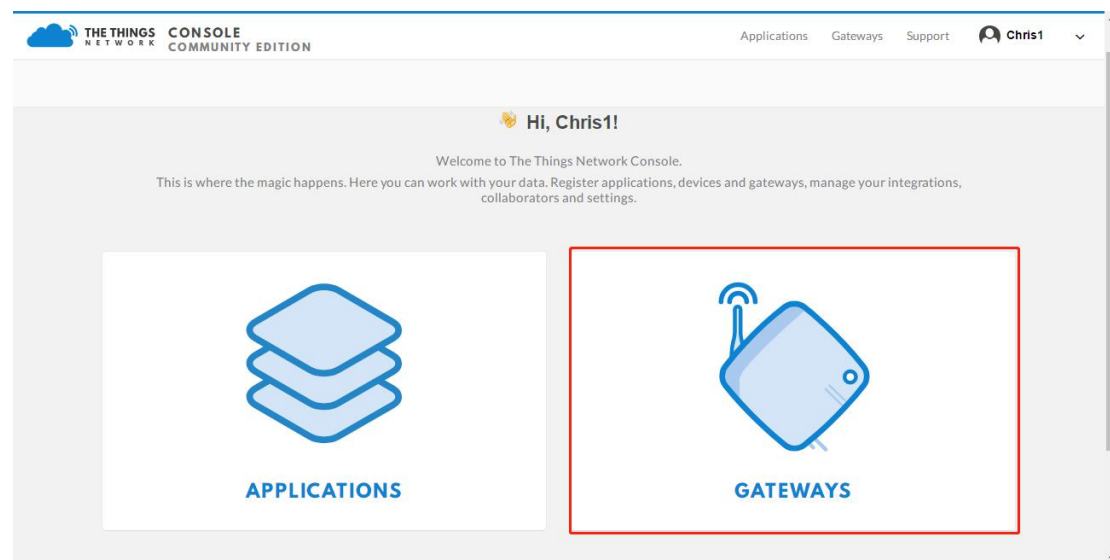 THE THINGS NETWORK
CONSOLE
COMMUNITY EDITION
Applications Gateways Support Chris1
👋 Hi, Chris1!
Welcome to The Things Network Console.
This is where the magic happens. Here you can work with your data. Register applications, devices and gateways, manage your integrations,
collaborators and settings.
APPLICATIONS
GATEWAYS